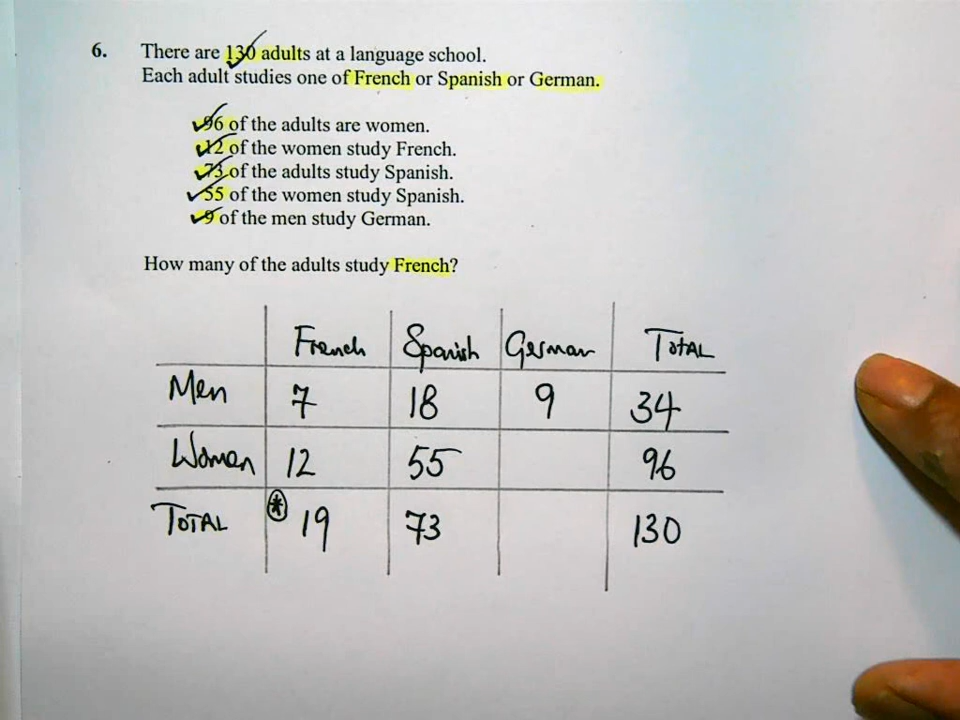 6. There are 130 adults at a language school.
Each adult studies one of French or Spanish or German.
96 of the adults are women.
12 of the women study French.
73 of the adults study Spanish.
55 of the women study Spanish.
9 of the men study German.
How many of the adults study French?
French Spanish German TOTAL
Men 7 18 9 34
Women 12 55 96
TOTAL * 19 73 130